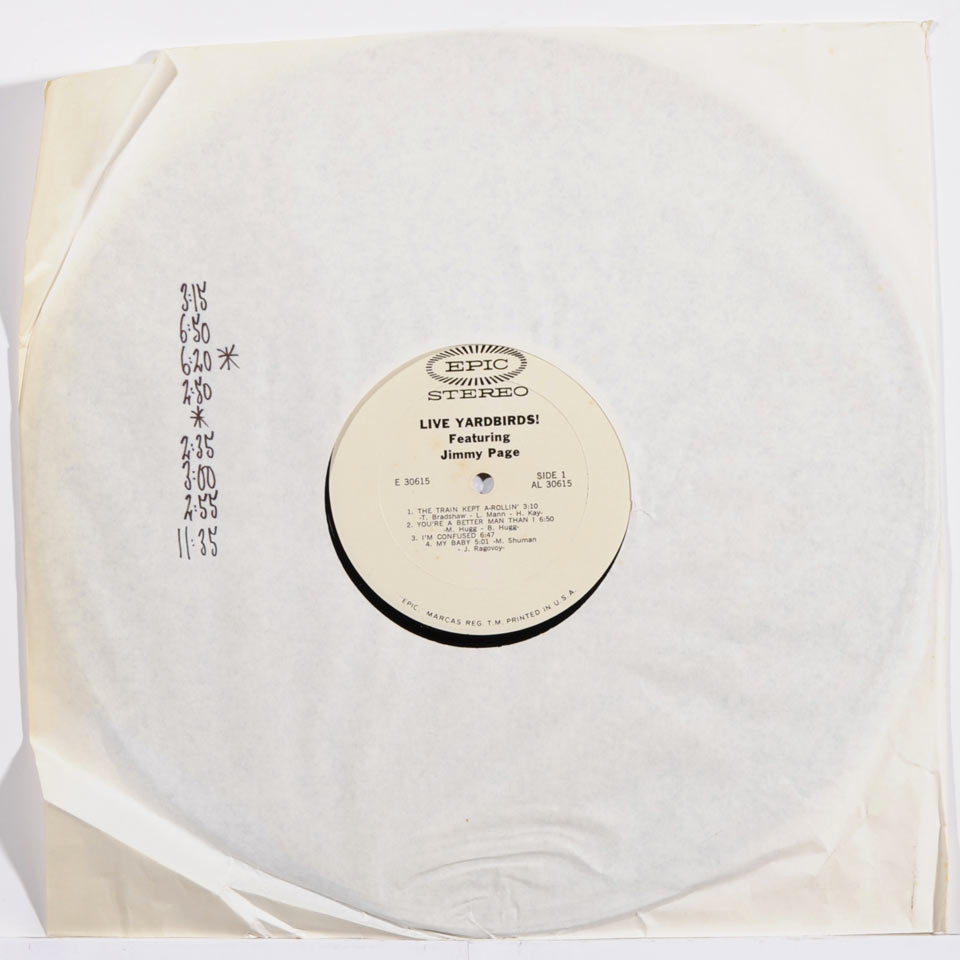 3:15
6:50
6:20 *
2:50
*
2:35
3:00
2:55
11:35
EPIC
STEREO
LIVE YARDBIRDS!
Featuring
Jimmy Page
E 30615
SIDE 1
AL 30615
1. THE TRAIN KEPT A-ROLLIN' 3:10
-T. Bradshaw - L. Mann - H. Kay-
2. YOU'RE A BETTER MAN THAN I 6:50
-M. Hugg - B. Hugg-
3. I'M CONFUSED 6:47
4. MY BABY 5:01 -M. Shuman
- J. Ragovoy-
"EPIC," MARCAS REG. T.M. PRINTED IN U.S.A.